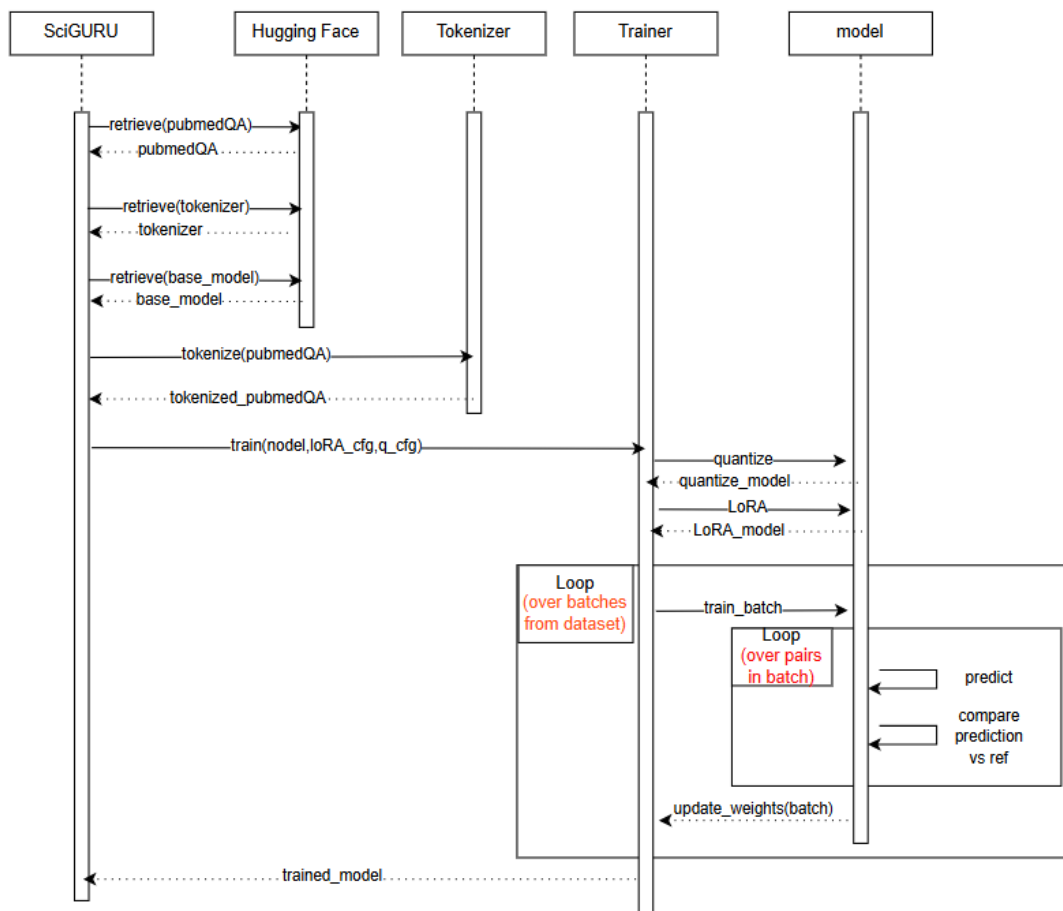 SciGURU
Hugging Face
Tokenizer
Trainer
model
retrieve(pubmedQA)
pubmedQA
retrieve(tokenizer)
tokenizer
retrieve(base_model)
base_model
tokenize(pubmedQA)
tokenized_pubmedQA
train(nodel,loRA_cfg,q_cfg)
quantize
quantize_model
LoRA
LoRA_model
Loop
(over batches
from dataset)
train_batch
Loop
(over pairs
in batch)
predict
compare
prediction
vs ref
update_weights(batch)
trained_model